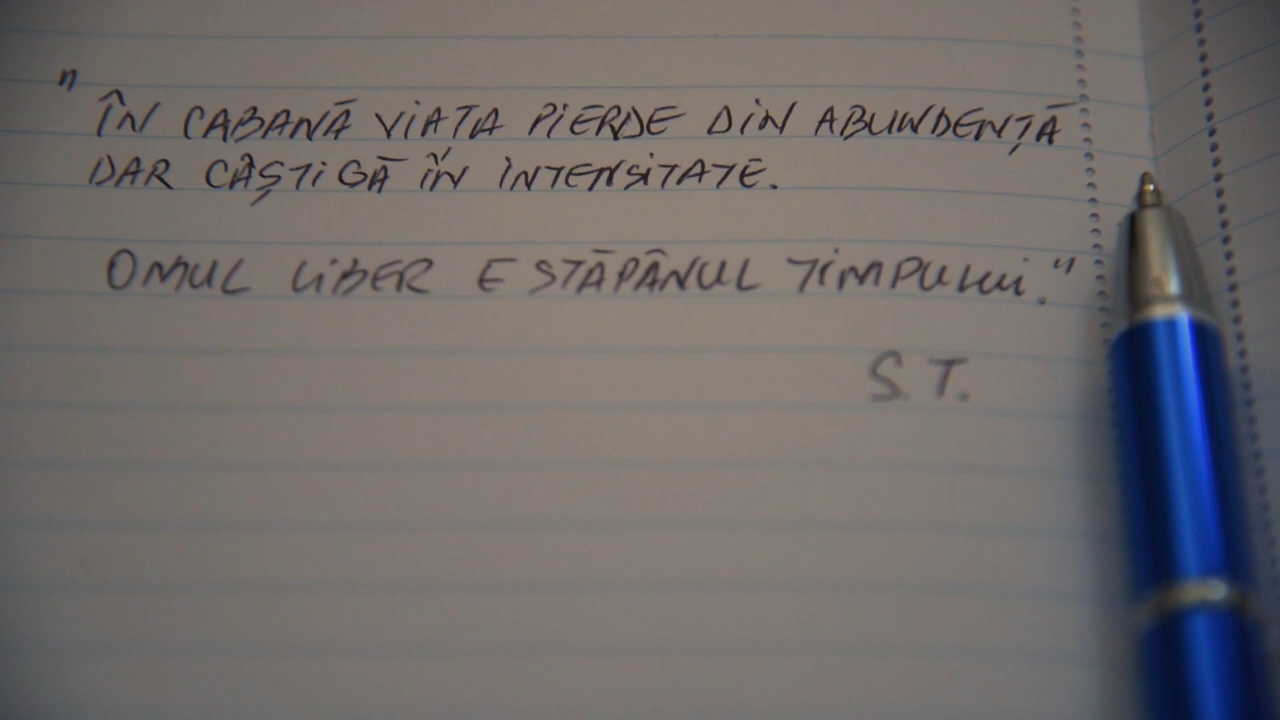 "ÎN CABANĂ VIAȚA PIERDE DIN ABUNDENȚĂ
DAR CÂȘTIGĂ ÎN INTENSITATE.
OMUL LIBER E STĂPÂNUL TIMPULUI."
S.T.